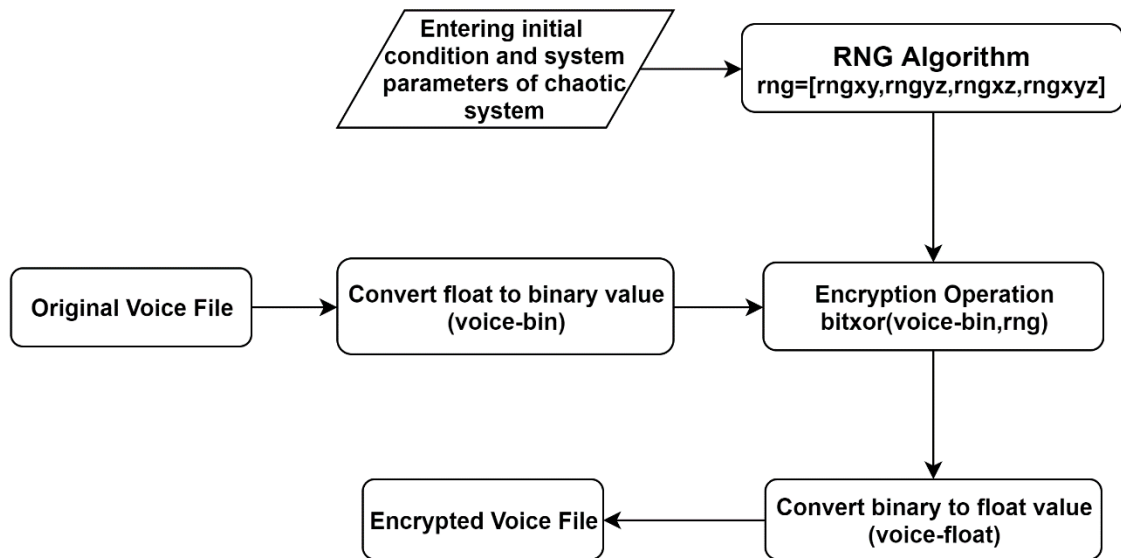 Entering initial
condition and system
parameters of chaotic
system
RNG Algorithm
rng=[rngxy,rngyz,rngxz,rngxyz]
Original Voice File
Convert float to binary value
(voice-bin)
Encryption Operation
bitxor(voice-bin,rng)
Encrypted Voice File
Convert binary to float value
(voice-float)